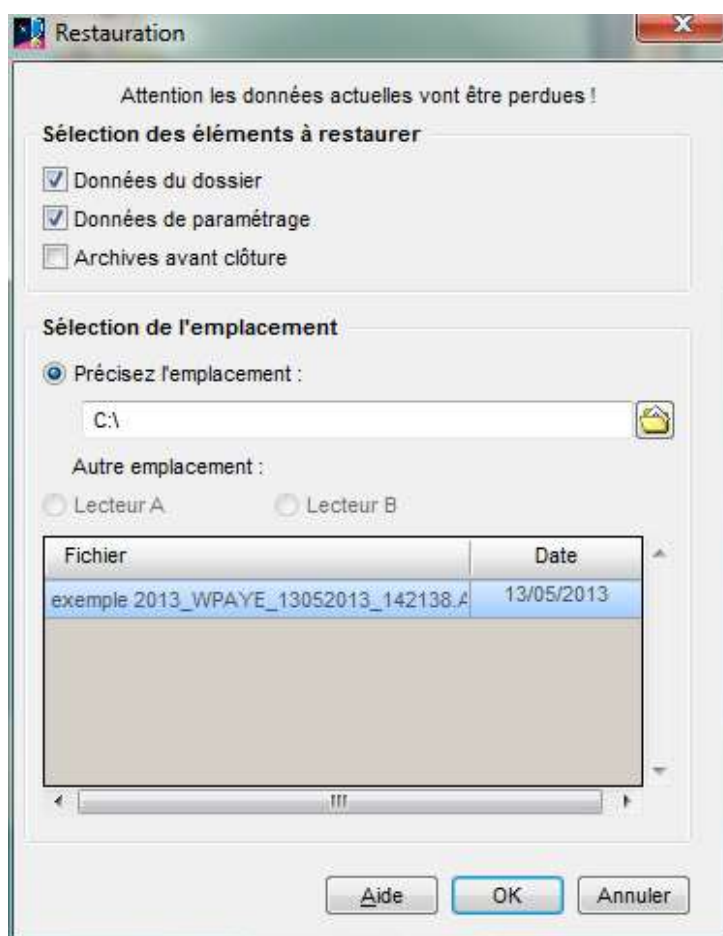 Restauration
Attention les données actuelles vont être perdues !
Sélection des éléments à restaurer
Données du dossier
Données de paramétrage
Archives avant clôture
Sélection de l'emplacement
Précisez l'emplacement :
C:\
Autre emplacement :
Lecteur A Lecteur B
Fichier Date
exemple 2013_WPAYE_13052013_142138.A 13/05/2013
Aide OK Annuler